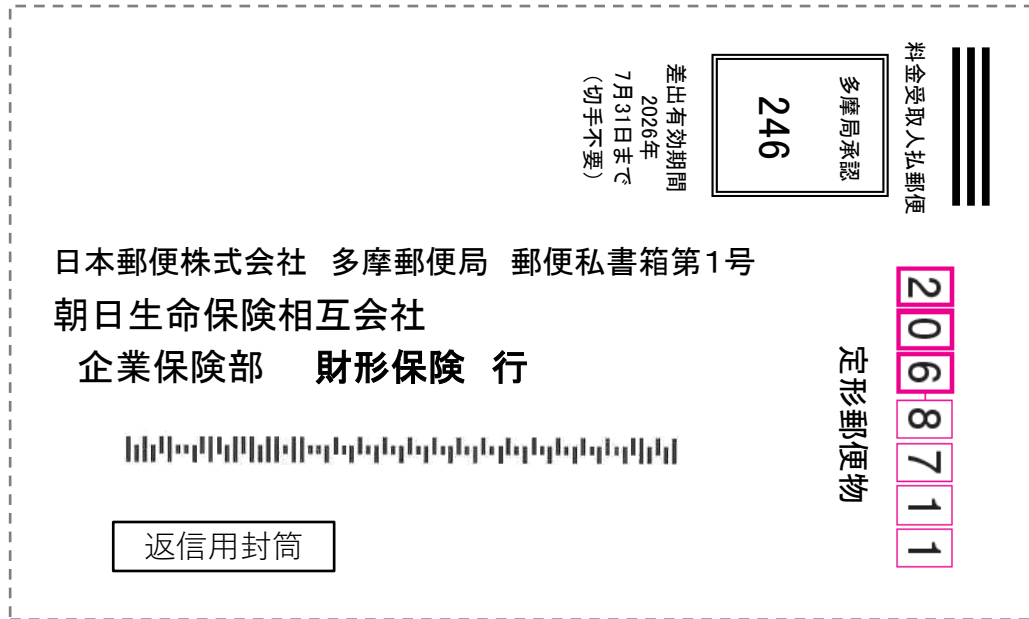 料金受取人払郵便
多摩局承認
246
差出有効期間
2026年
7月31日まで
（切手不要）
2068711
定形郵便物
日本郵便株式会社　多摩郵便局　郵便私書箱第1号
朝日生命保険相互会社
企業保険部　財形保険　行
返信用封筒